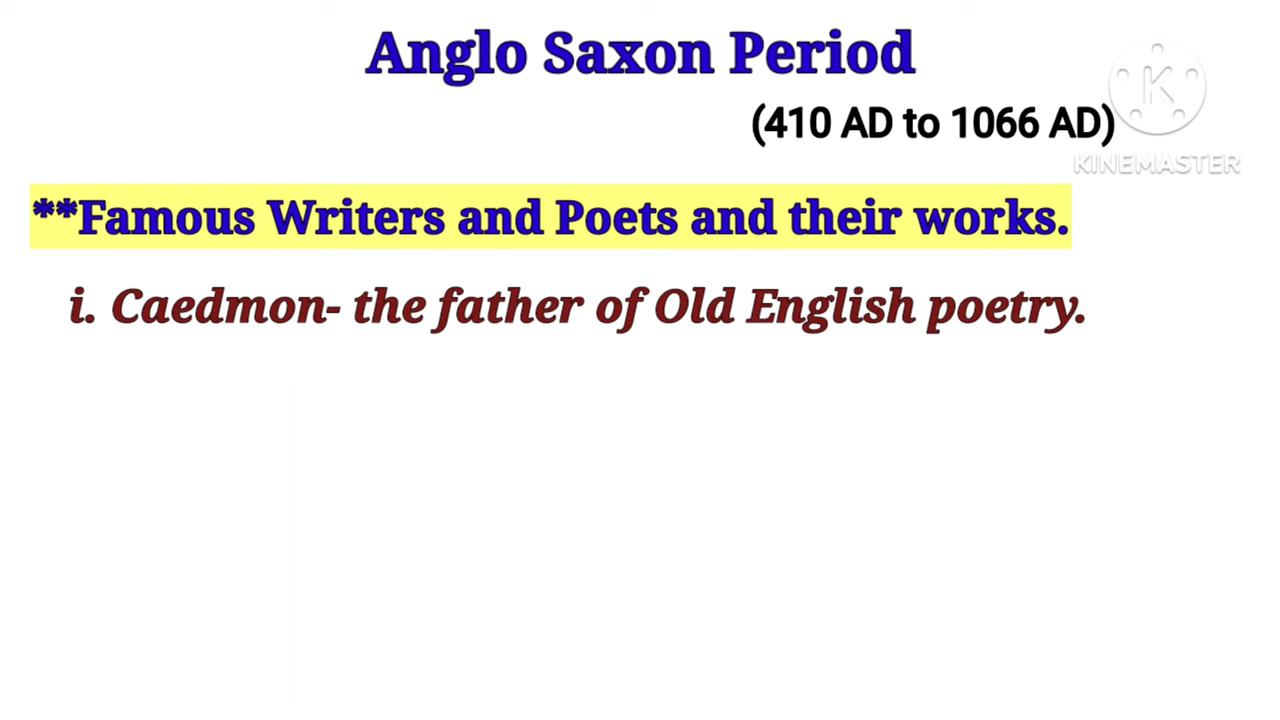 Anglo Saxon Period
(410 AD to 1066 AD)
K
KINEMASTER
**Famous Writers and Poets and their works.
i. Caedmon- the father of Old English poetry.